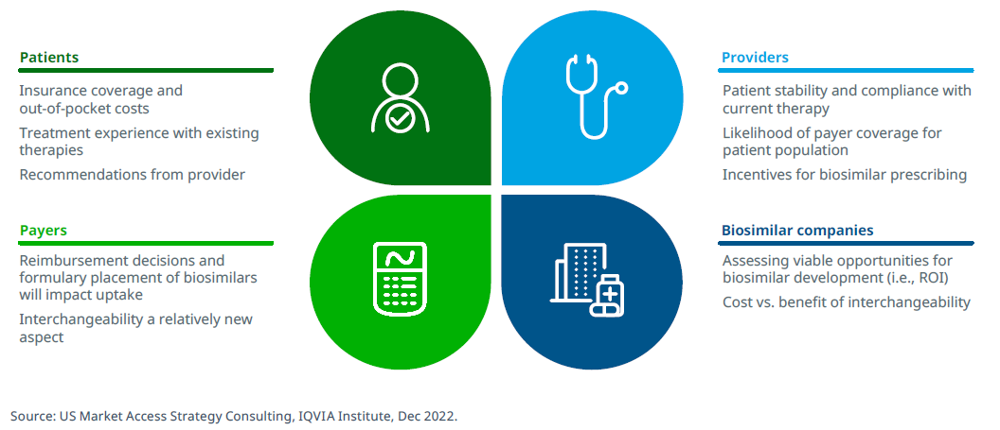 Patients
Insurance coverage and
out-of-pocket costs
Treatment experience with existing
therapies
Recommendations from provider
Providers
Patient stability and compliance with
current therapy
Likelihood of payer coverage for
patient population
Incentives for biosimilar prescribing
Payers
Reimbursement decisions and
formulary placement of biosimilars
will impact uptake
Interchangeability a relatively new
aspect
Biosimilar companies
Assessing viable opportunities for
biosimilar development (i.e., ROI)
Cost vs. benefit of interchangeability
Source: US Market Access Strategy Consulting, IQVIA Institute, Dec 2022.